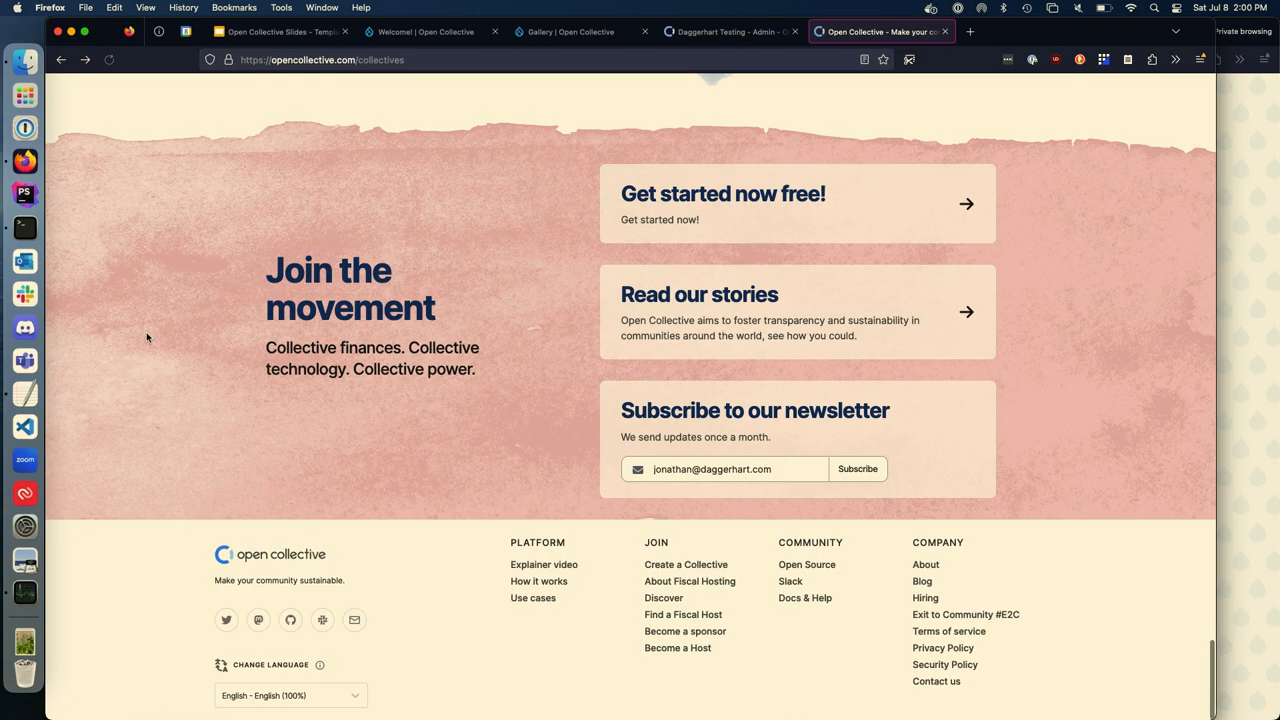 Firefox File Edit View History Bookmarks Tools Window Help
Sat Jul 8 2:00 PM
Open Collective Slides - Templa
Welcome! | Open Collective
Gallery | Open Collective
Daggerhart Testing - Admin - O
Open Collective - Make your co
Private browsing
https://opencollective.com/collectives
Get started now free!
Get started now!
Join the
movement
Collective finances. Collective
technology. Collective power.
Read our stories
Open Collective aims to foster transparency and sustainability in
communities around the world, see how you could.
Subscribe to our newsletter
We send updates once a month.
jonathan@daggerhart.com
Subscribe
PS
zoom
open collective
Make your community sustainable.
CHANGE LANGUAGE
English - English (100%)
PLATFORM
Explainer video
How it works
Use cases
JOIN
Create a Collective
About Fiscal Hosting
Discover
Find a Fiscal Host
Become a sponsor
Become a Host
COMMUNITY
Open Source
Slack
Docs & Help
COMPANY
About
Blog
Hiring
Exit to Community #E2C
Terms of service
Privacy Policy
Security Policy
Contact us